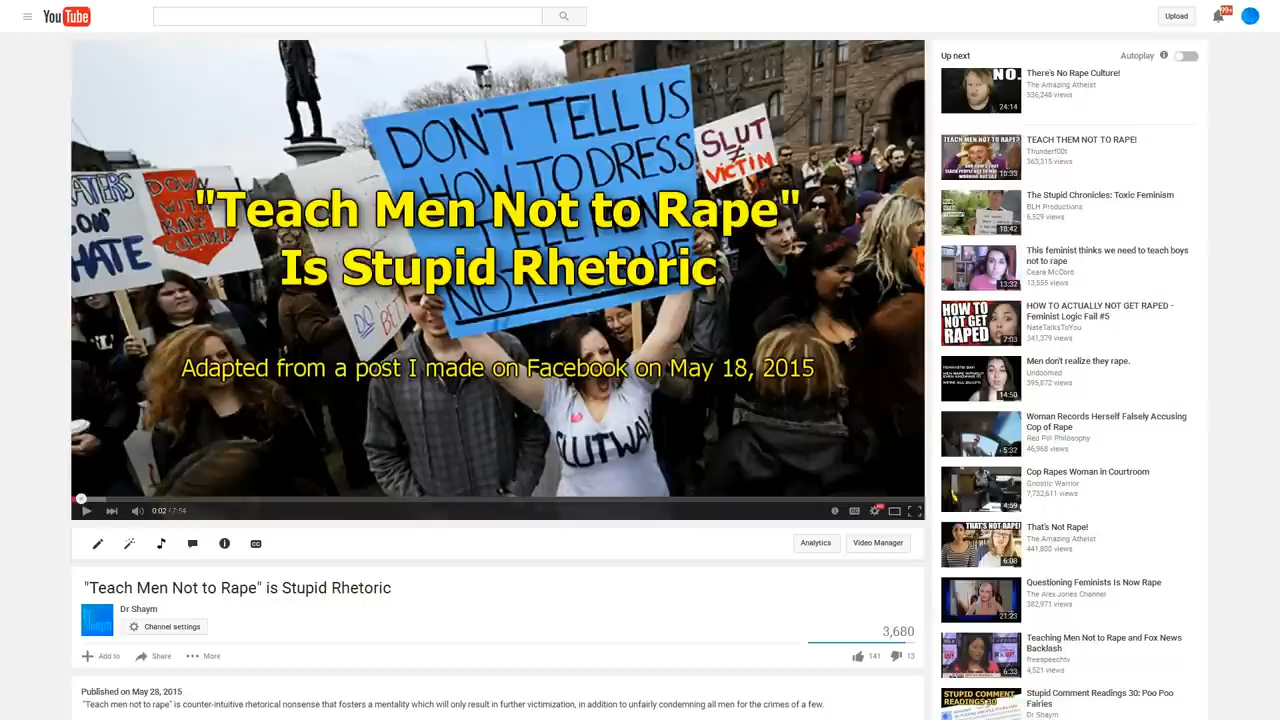 YouTube
Upload
99+
DON'T TELL US
HOW TO DRESS
SLUT
≠
VICTIM
HATE
DOWN
WITH
RAPE
CULTURE
"Teach Men Not to Rape"
Is Stupid Rhetoric
Adapted from a post I made on Facebook on May 18, 2015
SLUTWALK
0:02 / 7:54
Analytics
Video Manager
"Teach Men Not to Rape" is Stupid Rhetoric
Dr Shaym
Channel settings
3,680
Add to
Share
More
141
13
Published on May 28, 2015
"Teach men not to rape" is counter-intuitive rhetorical nonsense that fosters a mentality which will only result in further victimization, in addition to unfairly condemning all men for the crimes of a few.
Up next
Autoplay
NO.
24:14
There's No Rape Culture!
The Amazing Atheist
536,248 views
TEACH MEN NOT TO RAPE?
18:33
TEACH THEM NOT TO RAPE!
Thunderf00t
363,315 views
18:42
The Stupid Chronicles: Toxic Feminism
BLH Productions
6,529 views
13:32
This feminist thinks we need to teach boys
not to rape
Ceara McCord
12,555 views
HOW TO
NOT GET
RAPED
7:03
HOW TO ACTUALLY NOT GET RAPED -
Feminist Logic Fail #5
NateTalksToYou
341,379 views
14:50
Men don't realize they rape.
Undoomed
395,872 views
5:32
Woman Records Herself Falsely Accusing
Cop of Rape
Red Pill Philosophy
46,968 views
4:59
Cop Rapes Woman in Courtroom
Gnostic Warrior
7,732,611 views
THAT'S NOT RAPE!
6:08
That's Not Rape!
The Amazing Atheist
441,800 views
21:23
Questioning Feminists Is Now Rape
The Alex Jones Channel
382,971 views
6:33
Teaching Men Not to Rape and Fox News
Backlash
freespeechtv
4,521 views
STUPID COMMENT
READINGS 30
Stupid Comment Readings 30: Poo Poo
Fairies
Dr Shaym